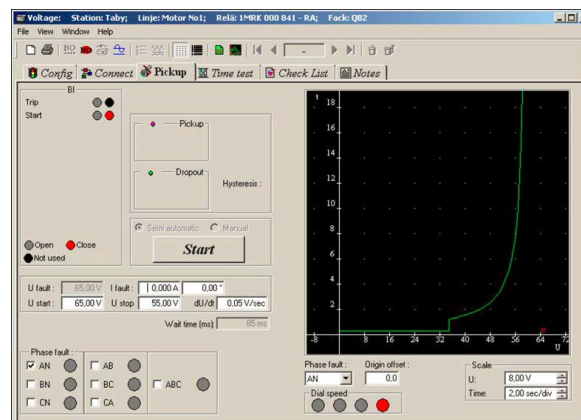 Voltage: Station: Taby; Linje: Motor No1; Relä: 1MRK 000 841 - RA; Fack: QB2
File View Window Help
Config Connect Pickup Time test Check List Notes
BI
Trip
Start
Open Close
Not used
Pickup
Dropout
Hysteresis :
Semi automatic Manual
Start
U fault : 65,00 V I fault : 0,000 A 0,00 °
U start : 65,00 V U stop 55,00 V dU/dt 0,05 V/sec
Wait time (ms): 85 ms
Phase fault :
AN AB
BN BC ABC
CN CA
t
18
16
14
12
10
8
6
4
2
-8 8 16 24 32 40 48 56 64 72
U
Phase fault : Origin offset :
AN 0,0
Dial speed
Scale
U: 8,00 V
Time: 2,00 sec/div